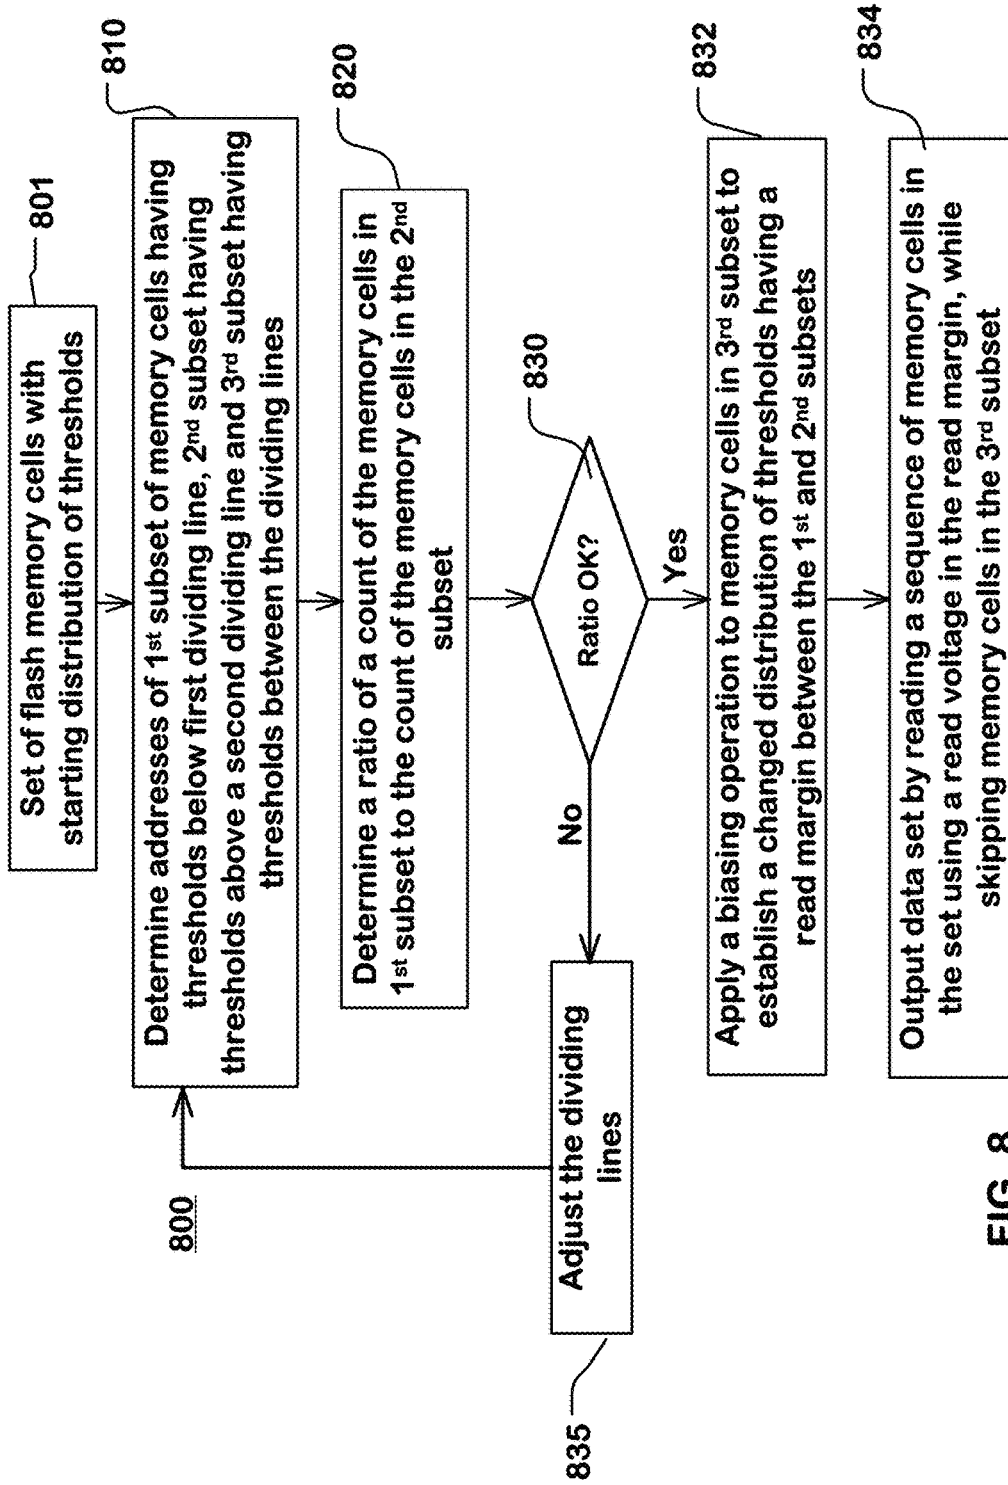 800
Set of flash memory cells with
starting distribution of thresholds
801
Determine addresses of 1st subset of memory cells having
thresholds below first dividing line, 2nd subset having
thresholds above a second dividing line and 3rd subset having
thresholds between the dividing lines
810
Determine a ratio of a count of the memory cells in
1st subset to the count of the memory cells in the 2nd
subset
820
Ratio OK?
830
No
Yes
Adjust the dividing
lines
835
Apply a biasing operation to memory cells in 3rd subset to
establish a changed distribution of thresholds having a
read margin between the 1st and 2nd subsets
832
Output data set by reading a sequence of memory cells in
the set using a read voltage in the read margin, while
skipping memory cells in the 3rd subset
834
FIG. 8